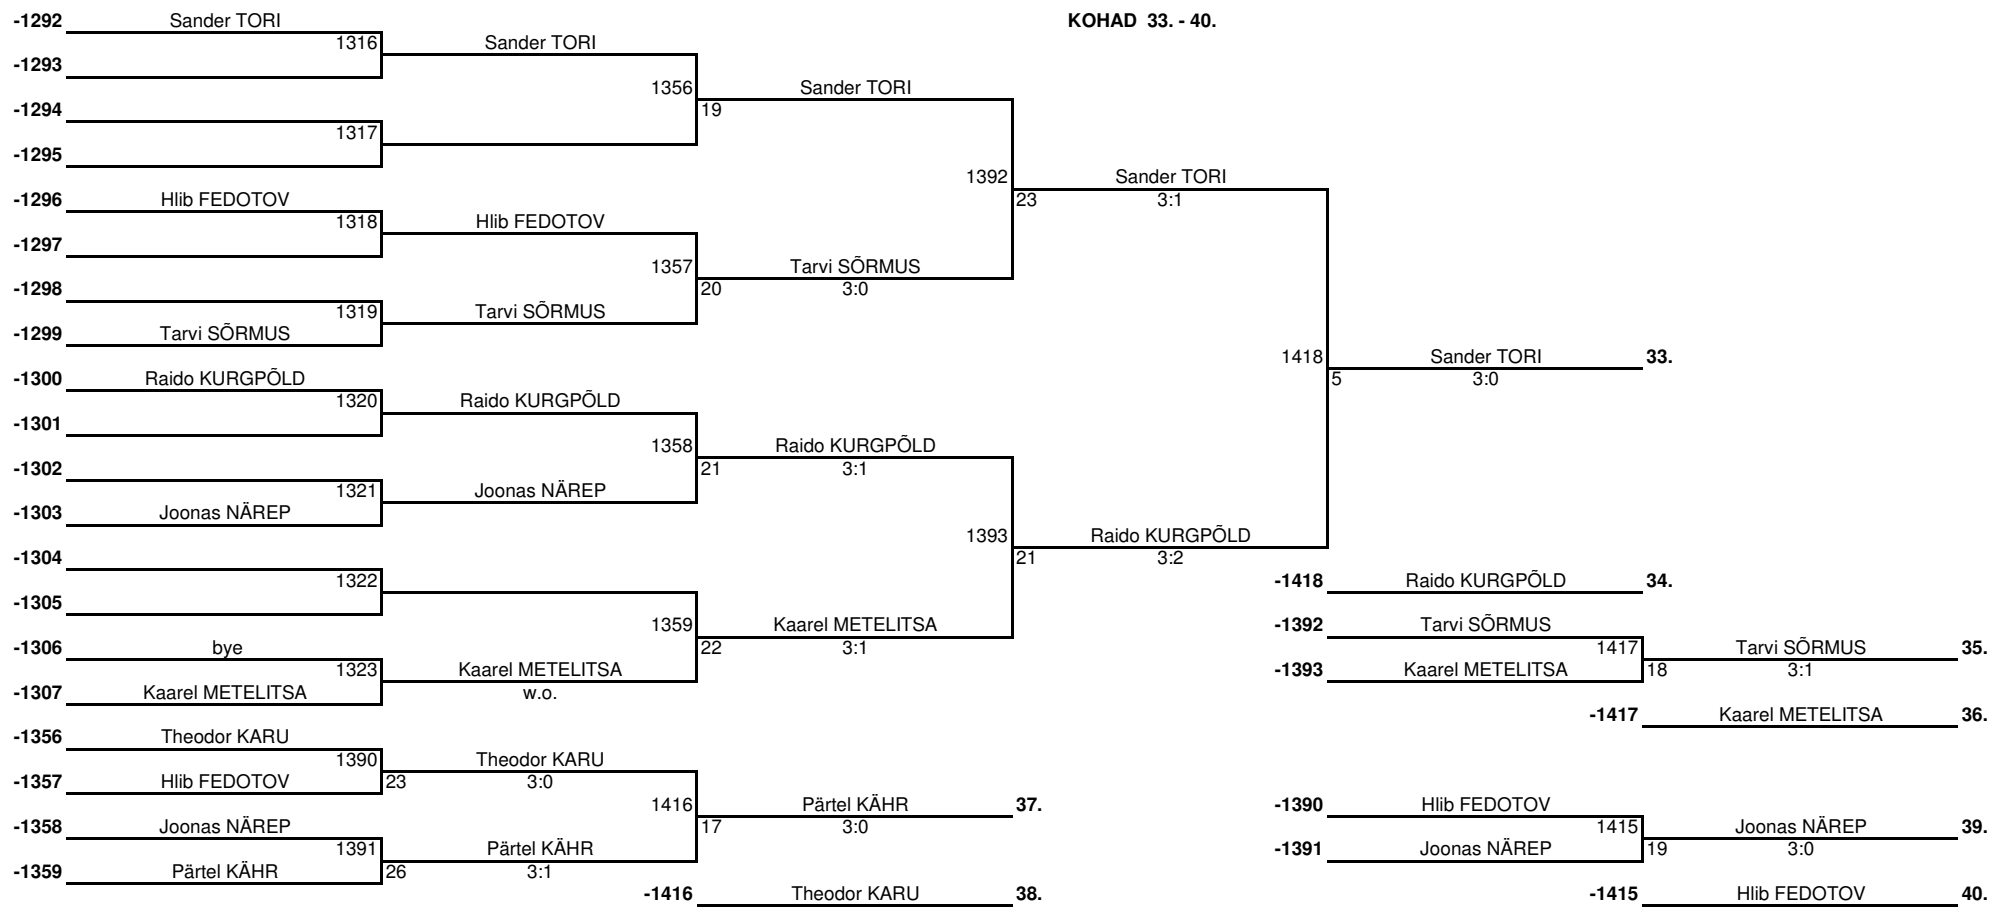 -1292 Sander TORI KOHAD 33. - 40.
1316 Sander TORI
-1293
1356 Sander TORI
-1294 19
1317
-1295
1392 Sander TORI
-1296 Hlib FEDOTOV 23 3:1
1318 Hlib FEDOTOV
-1297
1357 Tarvi SÕRMUS
-1298 20 3:0
1319 Tarvi SÕRMUS
-1299 Tarvi SÕRMUS
1418 Sander TORI 33.
-1300 Raido KURGPÕLD 5 3:0
1320 Raido KURGPÕLD
-1301
1358 Raido KURGPÕLD
-1302 21 3:1
1321 Joonas NÄREP
-1303 Joonas NÄREP
1393 Raido KURGPÕLD
-1304 21 3:2
1322 -1418 Raido KURGPÕLD 34.
-1305
1359 Kaarel METELITSA -1392 Tarvi SÕRMUS
-1306 bye 22 3:1 1417 Tarvi SÕRMUS 35.
1323 Kaarel METELITSA -1393 Kaarel METELITSA 18 3:1
-1307 Kaarel METELITSA w.o.
-1417 Kaarel METELITSA 36.
-1356 Theodor KARU
1390 Theodor KARU
-1357 Hlib FEDOTOV 23 3:0
1416 Pärtel KÄHR 37. -1390 Hlib FEDOTOV
-1358 Joonas NÄREP 17 3:0 1415 Joonas NÄREP 39.
1391 Pärtel KÄHR -1391 Joonas NÄREP 19 3:0
-1359 Pärtel KÄHR 26 3:1
-1416 Theodor KARU 38. -1415 Hlib FEDOTOV 40.